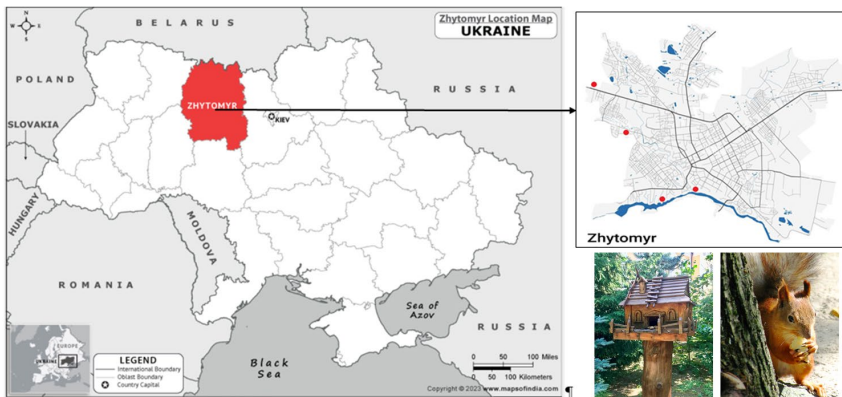 Zhytomyr Location Map
UKRAINE
N
W
E
S
BELARUS
POLAND
RUSSIA
ZHYTOMYR
KIEV
SLOVAKIA
HUNGARY
MOLDOVA
ROMANIA
Sea of
Azov
RUSSIA
Black
Sea
EUROPE
UKRAINE
LEGEND
International Boundary
Oblast Boundary
Country Capital
0 50 100 Miles
0 50 100 Kilometers
Copyright © 2023 www.mapsofindia.com
¶
Zhytomyr